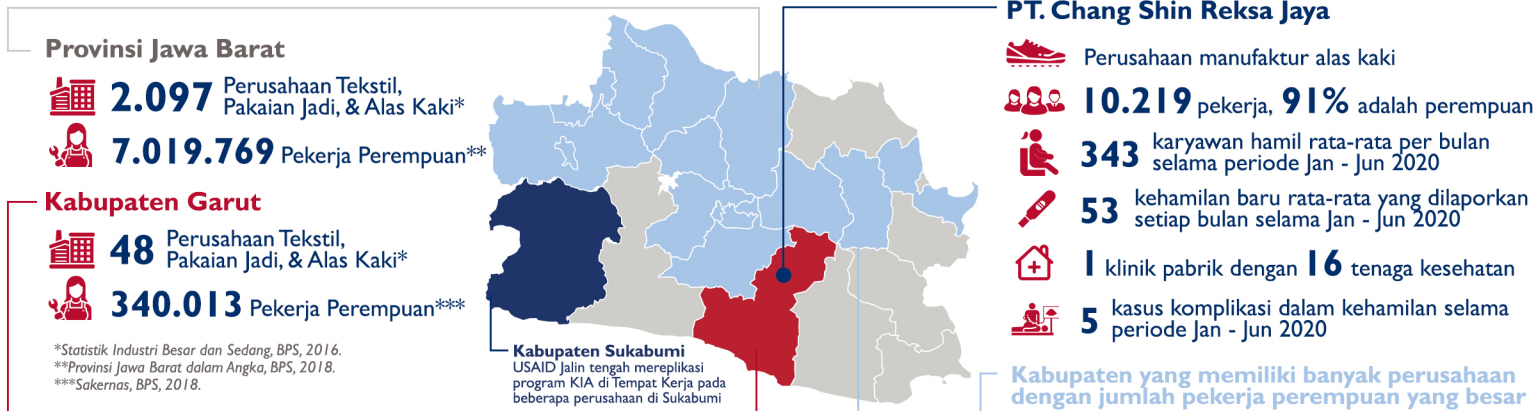 Provinsi Jawa Barat
2.097 Perusahaan Tekstil,
Pakaian Jadi, & Alas Kaki*
7.019.769 Pekerja Perempuan**
Kabupaten Garut
48 Perusahaan Tekstil,
Pakaian Jadi, & Alas Kaki*
340.013 Pekerja Perempuan***
*Statistik Industri Besar dan Sedang, BPS, 2016.
**Provinsi Jawa Barat dalam Angka, BPS, 2018.
***Sakernas, BPS, 2018.
Kabupaten Sukabumi
USAID Jalin tengah mereplikasi
program KIA di Tempat Kerja pada
beberapa perusahaan di Sukabumi
PT. Chang Shin Reksa Jaya
Perusahaan manufaktur alas kaki
10.219 pekerja, 91% adalah perempuan
343 karyawan hamil rata-rata per bulan
selama periode Jan - Jun 2020
53 kehamilan baru rata-rata yang dilaporkan
setiap bulan selama Jan - Jun 2020
1 klinik pabrik dengan 16 tenaga kesehatan
5 kasus komplikasi dalam kehamilan selama
periode Jan - Jun 2020
Kabupaten yang memiliki banyak perusahaan
dengan jumlah pekerja perempuan yang besar